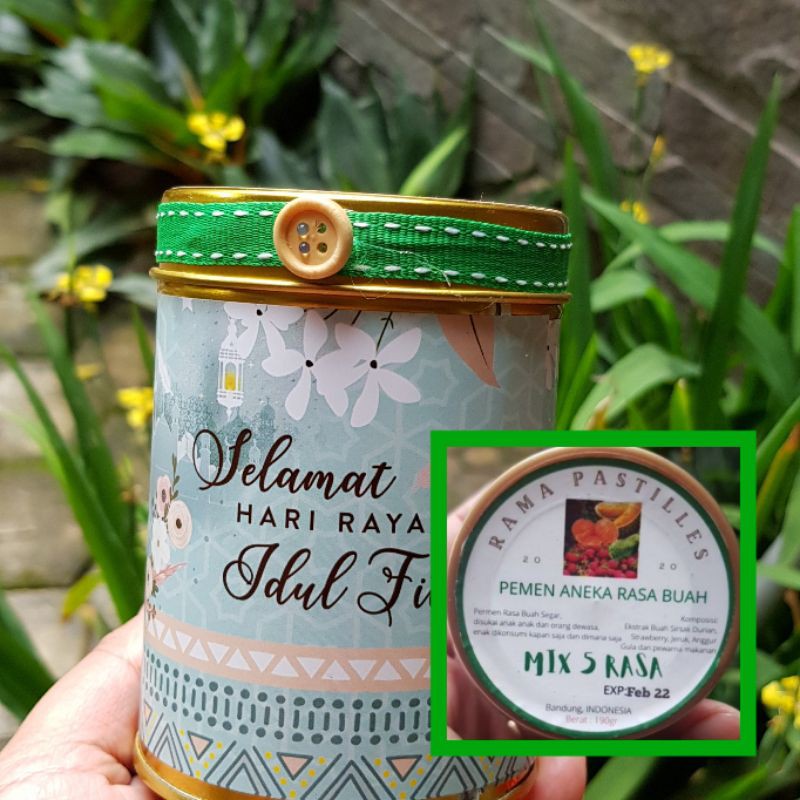 Selamat
HARI RAYA
Idul Fi
RAMA PASTILLES
20 20
PEMEN ANEKA RASA BUAH
Permen Rasa Buah Segar,
disukai anak anak dan orang dewasa,
enak dikonsumi kapan saja dan dimana saja
Komposisi:
Ekstrak Buah Sirsak Durian,
Strawberry, Jeruk, Anggur
Gula dan pewarna makanan
MIX 5 RASA
EXP:Feb 22
Bandung, INDONESIA
Berat : 190gr